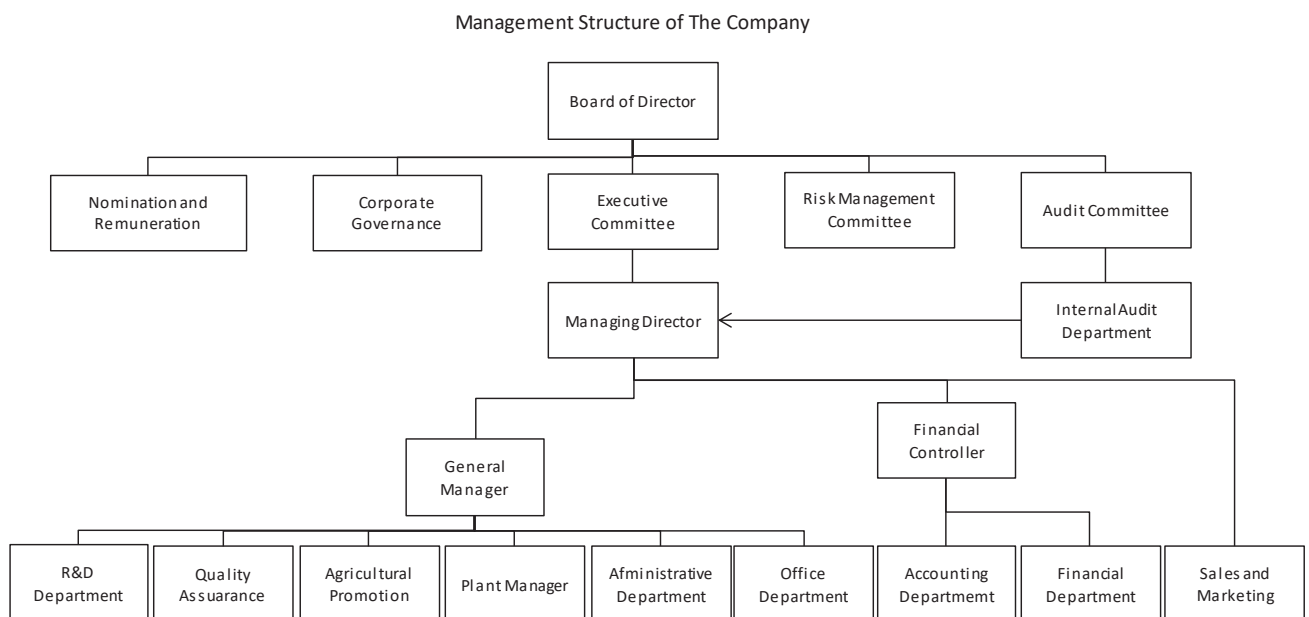 Management Structure of The Company
Board of Director
Nomination and
Remuneration
Corporate
Governance
Executive
Committee
Risk Management
Committee
Audit Committee
Managing Director
Internal Audit
Department
General
Manager
Financial
Controller
R&D
Department
Quality
Assuarance
Agricultural
Promotion
Plant Manager
Afministrative
Department
Office
Department
Accounting
Departmemt
Financial
Department
Sales and
Marketing